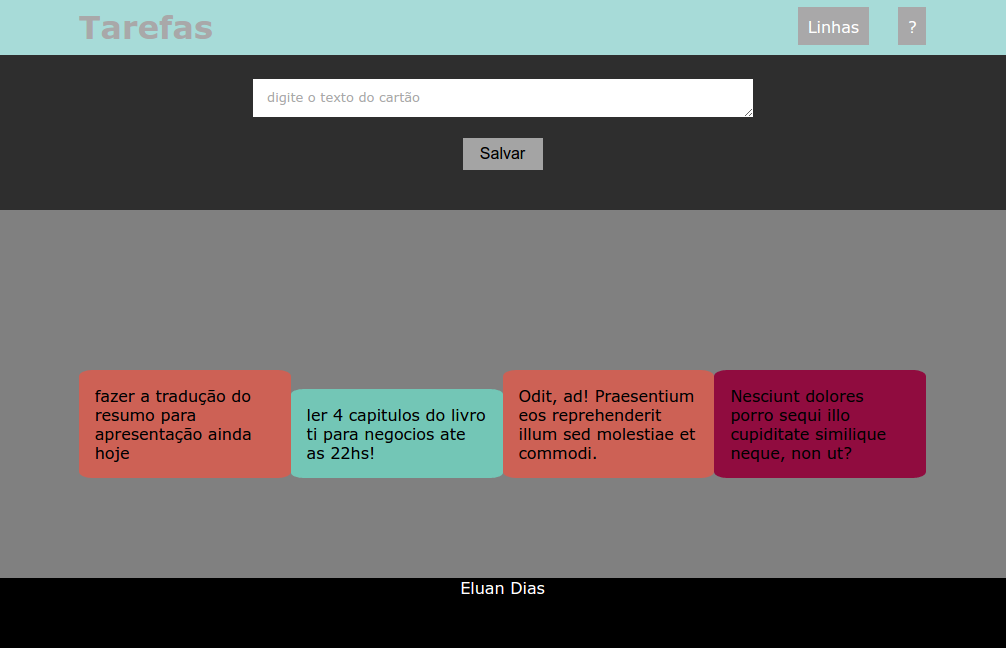 Tarefas
Linhas
?
digite o texto do cartão
Salvar
fazer a tradução do
resumo para
apresentação ainda
hoje
ler 4 capitulos do livro
ti para negocios ate
as 22hs!
Odit, ad! Praesentium
eos reprehenderit
illum sed molestiae et
commodi.
Nesciunt dolores
porro sequi illo
cupiditate similique
neque, non ut?
Eluan Dias